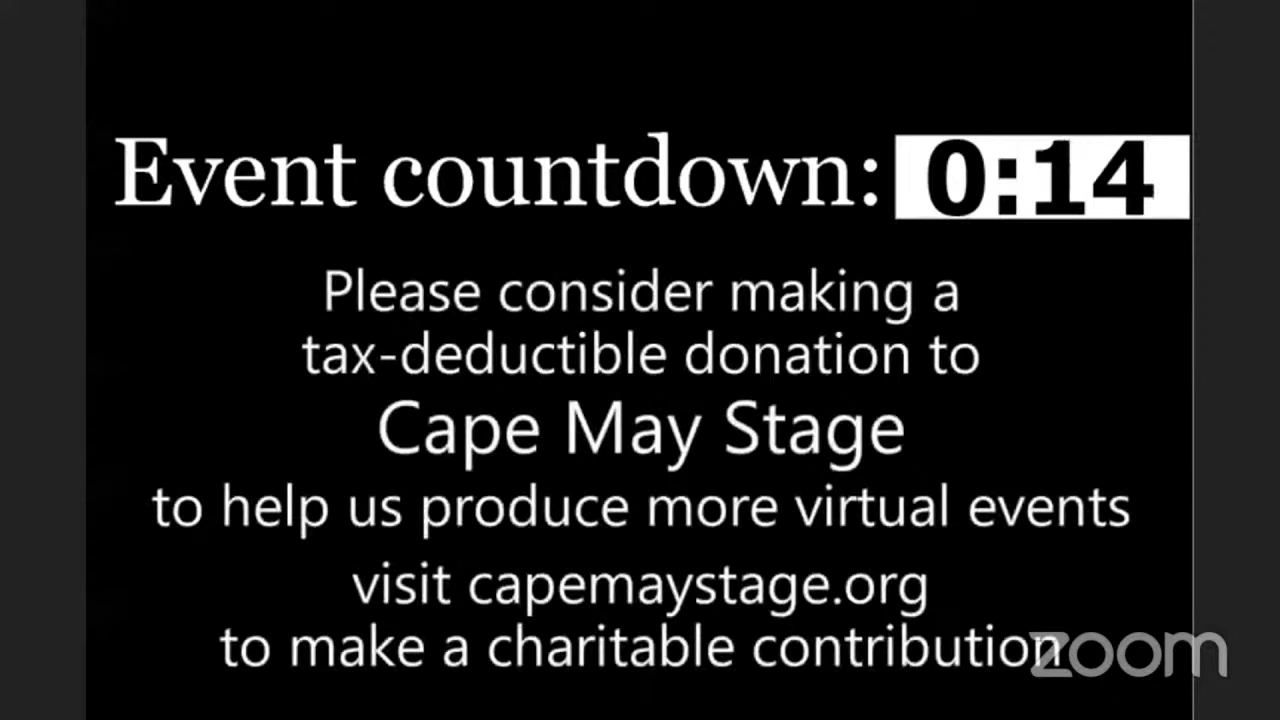 Event countdown: 0:14
Please consider making a
tax-deductible donation to
Cape May Stage
to help us produce more virtual events
visit capemaystage.org
to make a charitable contribution
zoom